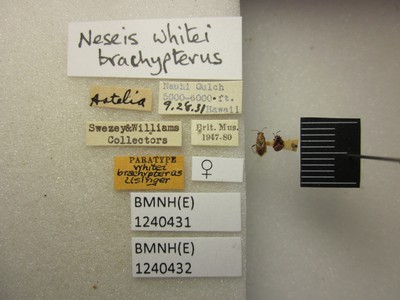 Neseis whitei
brachypterus
Astelia
Nauhi Gulch
5000-6000·ft.
9.28.31 Hawaii
Swezey&Williams
Collectors
Brit. Mus.
1947-80
PARATYPE
whitei
brachypterus
Usinger
♀
BMNH(E)
1240431
BMNH(E)
1240432